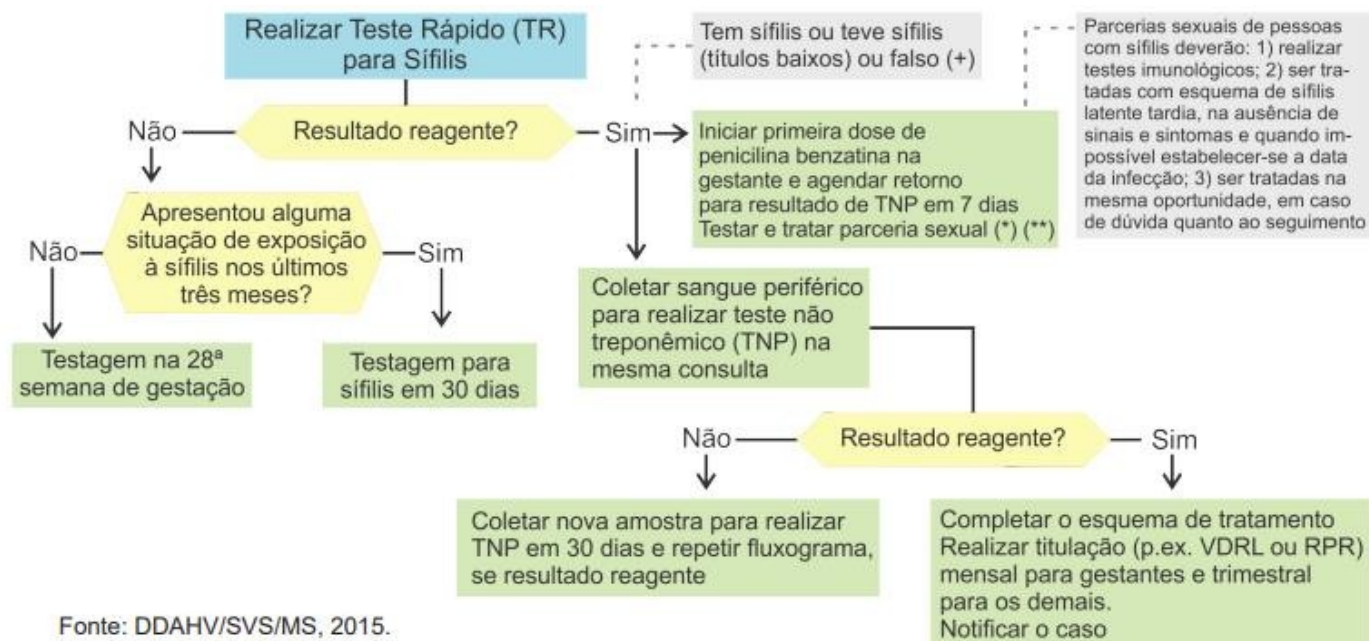 Realizar Teste Rápido (TR)
para Sífilis
Tem sífilis ou teve sífilis
(títulos baixos) ou falso (+)
Parcerias sexuais de pessoas
com sífilis deverão: 1) realizar
testes imunológicos; 2) ser tra-
tadas com esquema de sífilis
latente tardia, na ausência de
sinais e sintomas e quando im-
possível estabelecer-se a data
da infecção; 3) ser tratadas na
mesma oportunidade, em caso
de dúvida quanto ao seguimento
Não
Resultado reagente?
Sim
Iniciar primeira dose de
penicilina benzatina na
gestante e agendar retorno
para resultado de TNP em 7 dias
Testar e tratar parceria sexual (*) (**)
Não
Apresentou alguma
situação de exposição
à sífilis nos últimos
três meses?
Sim
Testagem na 28ª
semana de gestação
Testagem para
sífilis em 30 dias
Coletar sangue periférico
para realizar teste não
treponêmico (TNP) na
mesma consulta
Não
Resultado reagente?
Sim
Coletar nova amostra para realizar
TNP em 30 dias e repetir fluxograma,
se resultado reagente
Completar o esquema de tratamento
Realizar titulação (p.ex. VDRL ou RPR)
mensal para gestantes e trimestral
para os demais.
Notificar o caso
Fonte: DDAHV/SVS/MS, 2015.